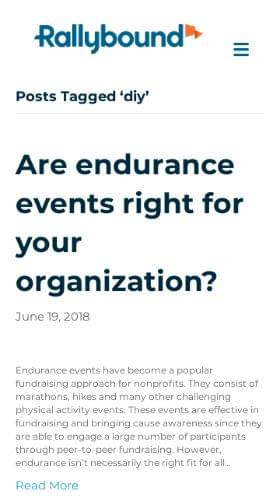 Rallybound
Posts Tagged ‘diy’
Are endurance
events right for
your
organization?
June 19, 2018
Endurance events have become a popular
fundraising approach for nonprofits. They consist of
marathons, hikes and many other challenging
physical activity events. These events are effective in
fundraising and bringing cause awareness since they
are able to engage a large number of participants
through peer-to-peer fundraising. However,
endurance isn’t necessarily the right fit for all…
Read More